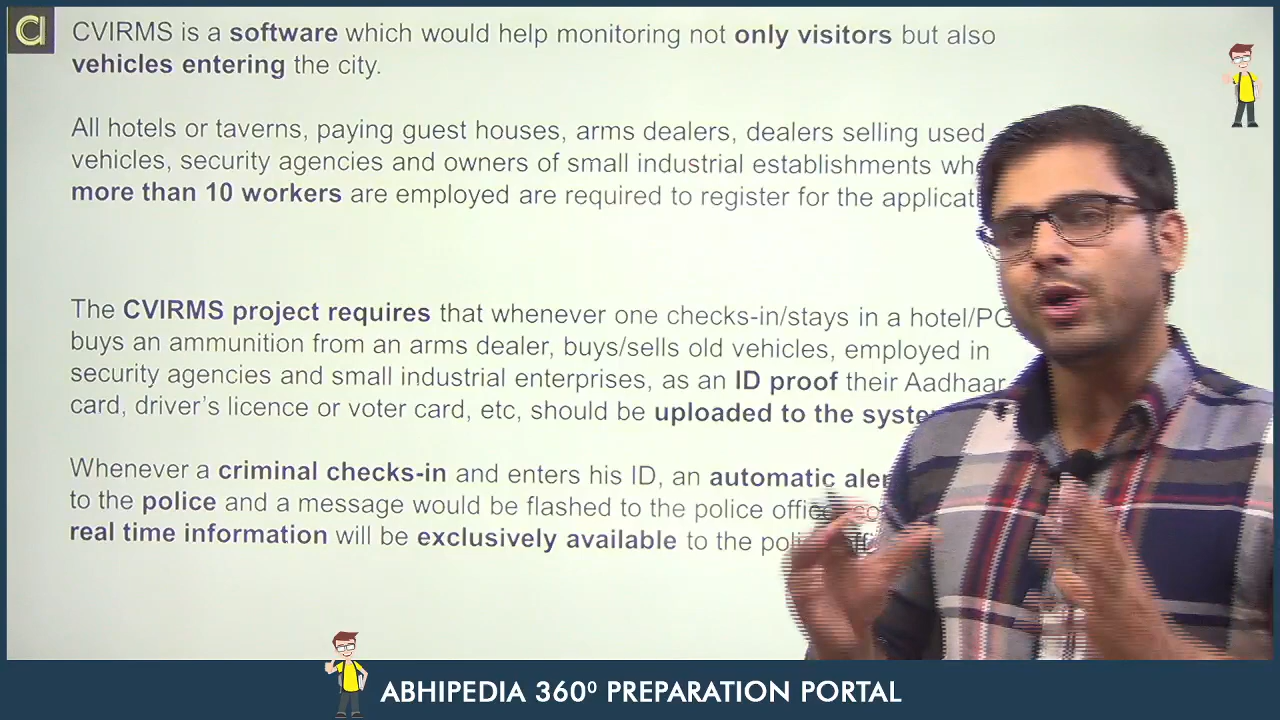 CVIRMS is a software which would help monitoring not only visitors but also
vehicles entering the city.
All hotels or taverns, paying guest houses, arms dealers, dealers selling used
vehicles, security agencies and owners of small industrial establishments
more than 10 workers are employed are required to register for the
The CVIRMS project requires that whenever one checks-in/stays in a hotel/PG
buys an ammunition from an arms dealer, buys/sells old vehicles, employed in
security agencies and small industrial enterprises, as an ID proof their Aadhaar
card, driver's licence or voter card, etc, should be uploaded to the
Whenever a criminal checks-in and enters his ID, an automatic
to the police and a message would be flashed to the police
real time information will be exclusively available to the
ABHIPEDIA 360⁰ PREPARATION PORTAL